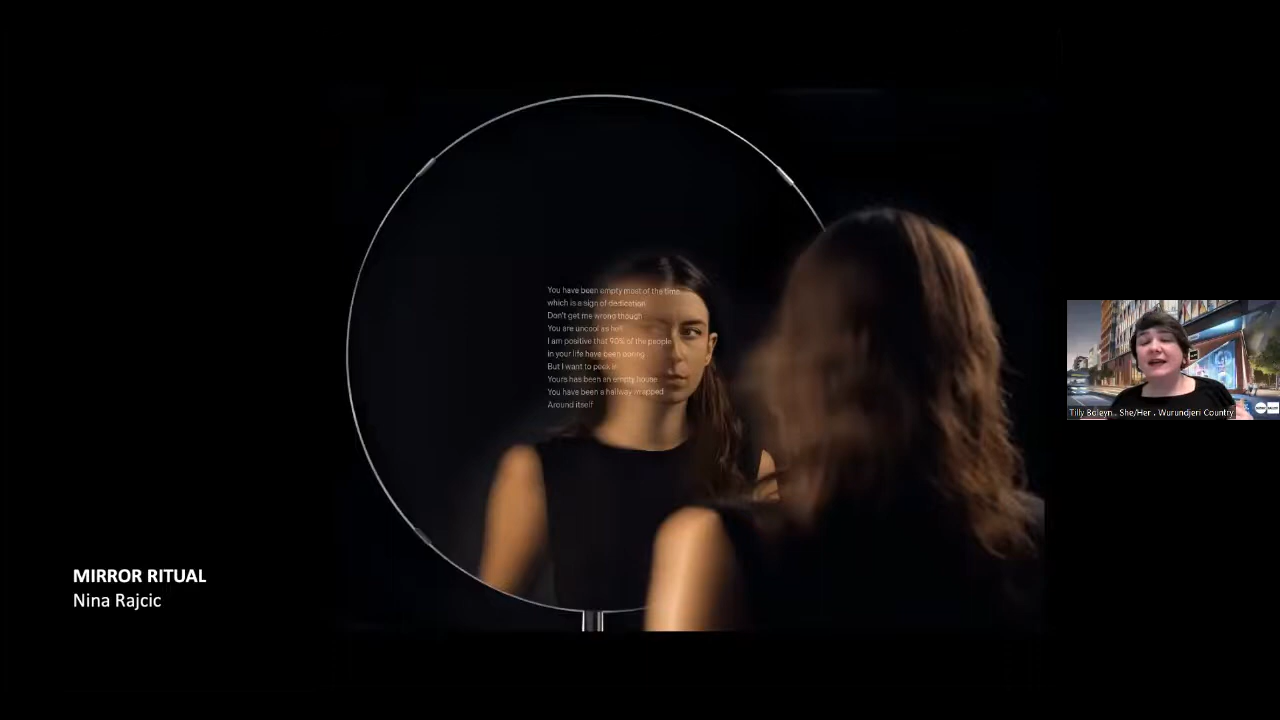 You have been empty most of the time
which is a sign of dedication
Don't get me wrong though
You are uncool as hell
I am positive that 90% of the people
in your life have been boring
But I want to peek in
Yours has been an empty house
You have been a hallway wrapped
Around itself
MIRROR RITUAL
Nina Rajcic
Tilly Boleyn . She/Her . Wurundjeri Country